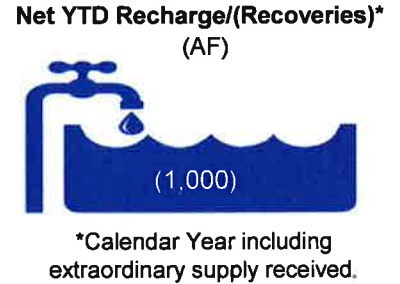 Net YTD Recharge/(Recoveries)*
(AF)
(1,000)
*Calendar Year including
extraordinary supply received.